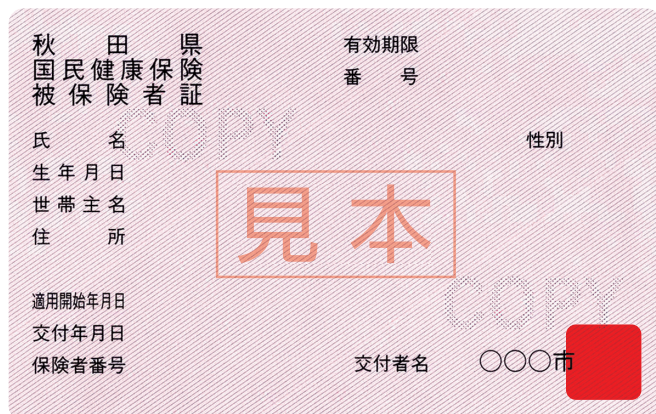 秋田県 有効期限
国民健康保険
被保険者証 番号
COPY
氏名 性別
生年月日
世帯主名
見本
住所
COPY
適用開始年月日
交付年月日
保険者番号 交付者名 〇〇〇市